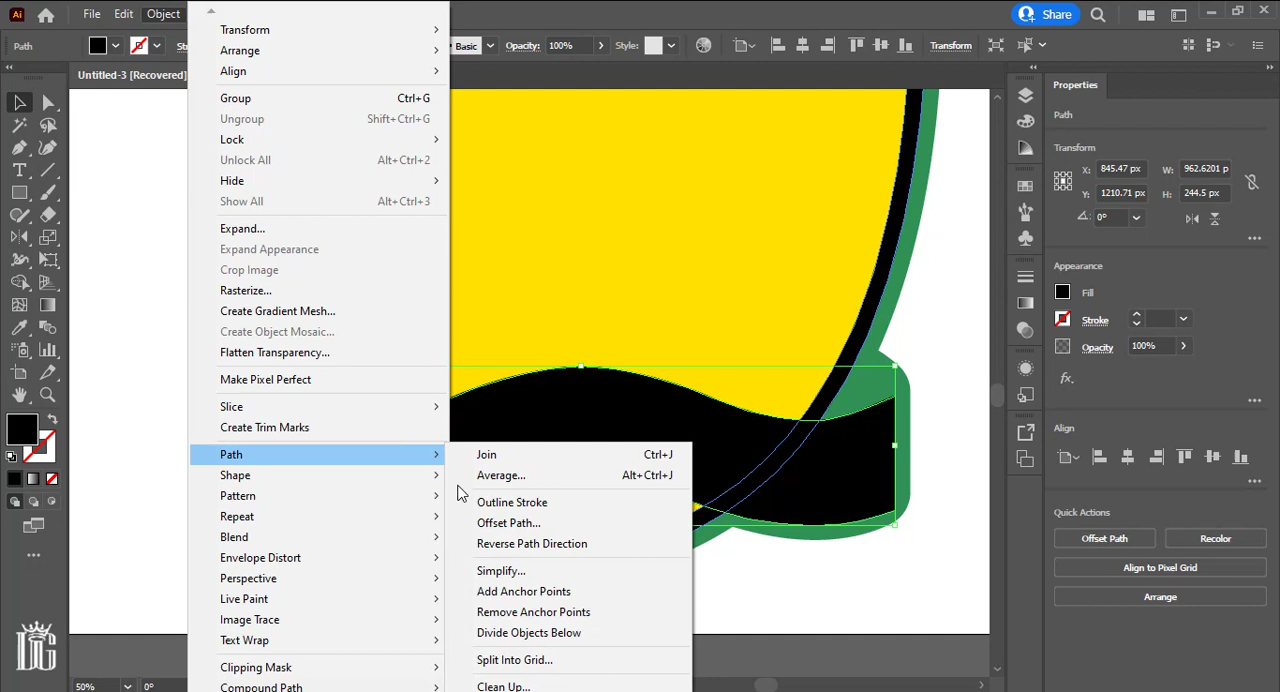 Ai
File
Edit
Object
Share
Path
St
Basic
Opacity:
100%
Style:
Transform
Untitled-3 [Recovered]
Transform
Arrange
Align
Group Ctrl+G
Ungroup Shift+Ctrl+G
Lock
Unlock All Alt+Ctrl+2
Hide
Show All Alt+Ctrl+3
Expand...
Expand Appearance
Crop Image
Rasterize...
Create Gradient Mesh...
Create Object Mosaic...
Flatten Transparency...
Make Pixel Perfect
Slice
Create Trim Marks
Path
Shape
Pattern
Repeat
Blend
Envelope Distort
Perspective
Live Paint
Image Trace
Text Wrap
Clipping Mask
Compound Path
Join Ctrl+J
Average... Alt+Ctrl+J
Outline Stroke
Offset Path...
Reverse Path Direction
Simplify...
Add Anchor Points
Remove Anchor Points
Divide Objects Below
Split Into Grid...
Clean Up...
Properties
Path
Transform
X: 845.47 px W: 962.6201 p
Y: 1210.71 px H: 244.5 px
0°
Appearance
Fill
Stroke
Opacity 100%
fx.
Align
Quick Actions
Offset Path Recolor
Align to Pixel Grid
Arrange
DG
50% 0°